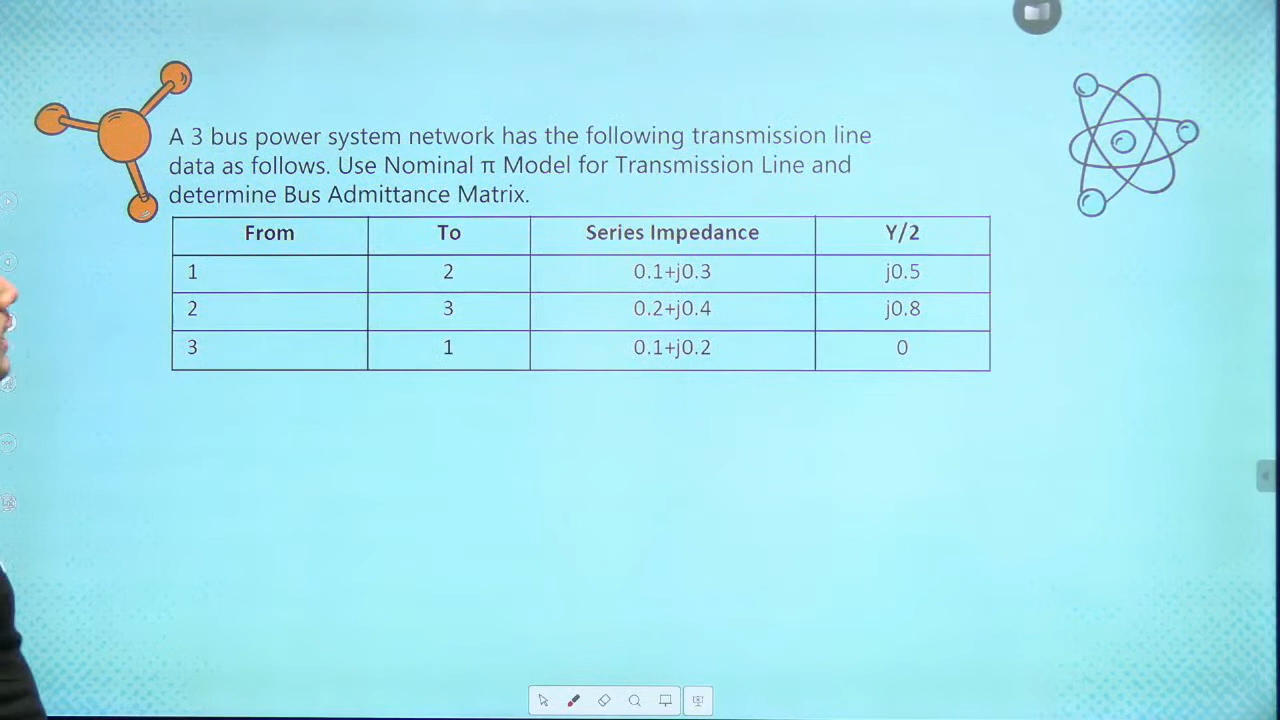 A 3 bus power system network has the following transmission line
data as follows. Use Nominal π Model for Transmission Line and
determine Bus Admittance Matrix.
From To Series Impedance Y/2
1 2 0.1+j0.3 j0.5
2 3 0.2+j0.4 j0.8
3 1 0.1+j0.2 0